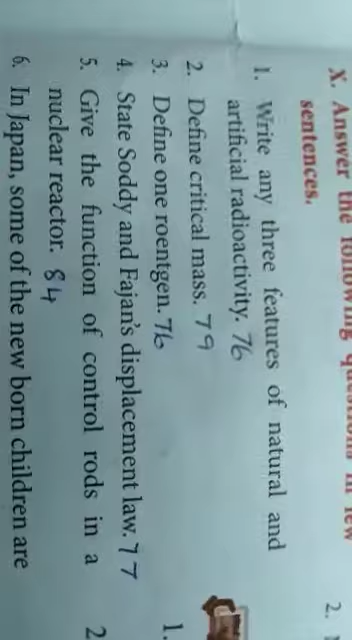 X. Answer the following questions in few
sentences.
1. Write any three features of natural and
artificial radioactivity. 76
2. Define critical mass. 79
3. Define one roentgen. 76
4. State Soddy and Fajan's displacement law. 77
5. Give the function of control rods in a
nuclear reactor. 84
6. In Japan, some of the new born children are
2.
1.
2